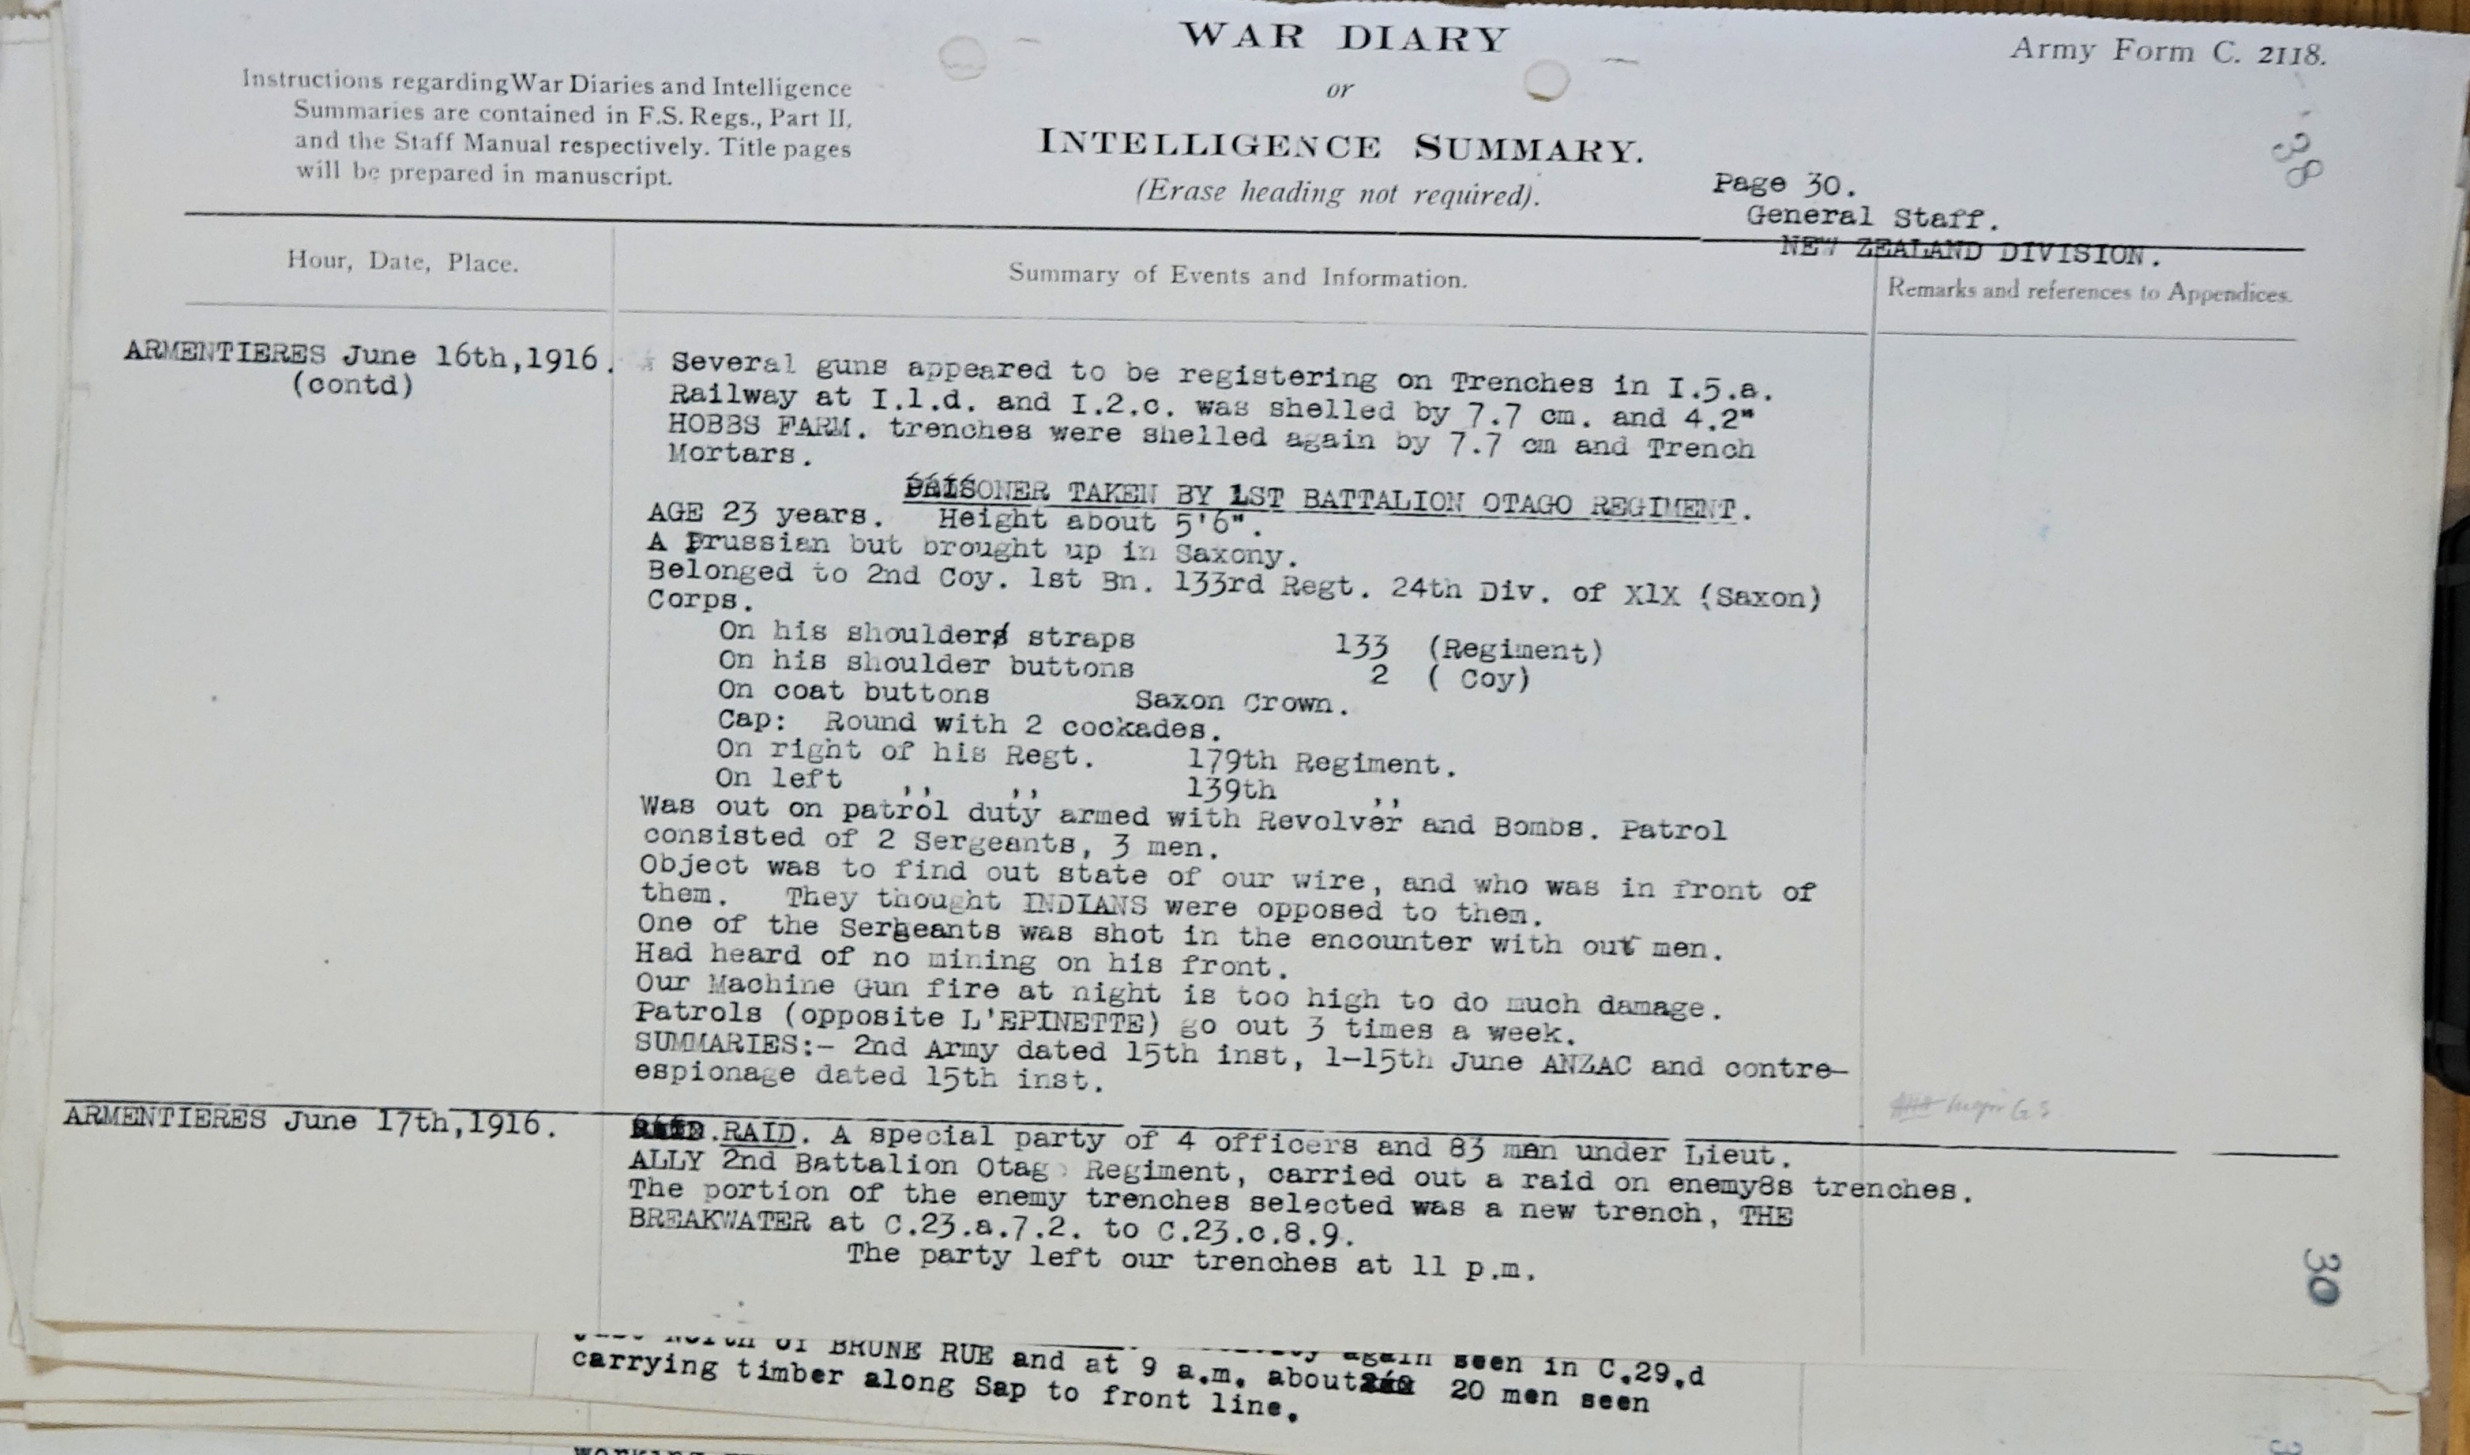 WAR DIARY
or
INTELLIGENCE SUMMARY.
(Erase heading not required).
Army Form C. 2118.
Instructions regarding War Diaries and Intelligence
Summaries are contained in F.S. Regs., Part II,
and the Staff Manual respectively. Title pages
will be prepared in manuscript.
38
Page 30.
General Staff.
NEW ZEALAND DIVISION.
Hour, Date, Place.
Summary of Events and Information.
Remarks and references to Appendices.
ARMENTIERES June 16th,1916.
(contd)
Several guns appeared to be registering on Trenches in I.5.a.
Railway at I.1.d. and I.2.c. was shelled by 7.7 cm. and 4.2"
HOBBS FARM. trenches were shelled again by 7.7 cm and Trench
Mortars.
PRISONER TAKEN BY 1ST BATTALION OTAGO REGIMENT.
AGE 23 years. Height about 5'6".
A Prussian but brought up in Saxony.
Belonged to 2nd Coy. 1st Bn. 133rd Regt. 24th Div. of X1X (Saxon)
Corps.
On his shoulders straps 133 (Regiment)
On his shoulder buttons 2 ( Coy)
On coat buttons Saxon Crown.
Cap: Round with 2 cockades.
On right of his Regt. 179th Regiment.
On left ,, ,, 139th ,,
Was out on patrol duty armed with Revolver and Bombs. Patrol
consisted of 2 Sergeants, 3 men.
Object was to find out state of our wire, and who was in front of
them. They thought INDIANS were opposed to them.
One of the Sergeants was shot in the encounter with our men.
Had heard of no mining on his front.
Our Machine Gun fire at night is too high to do much damage.
Patrols (opposite L'EPINETTE) go out 3 times a week.
SUMMARIES:- 2nd Army dated 15th inst, 1-15th June ANZAC and contre-
espionage dated 15th inst.
Major G S
ARMENTIERES June 17th,1916.
RAID. A special party of 4 officers and 83 men under Lieut.
ALLY 2nd Battalion Otago Regiment, carried out a raid on enemy8s trenches.
The portion of the enemy trenches selected was a new trench, THE
BREAKWATER at C.23.a.7.2. to C.23.c.8.9.
The party left our trenches at 11 p.m.
30
North of BRUNE RUE and again seen in C.29.d
carrying timber along Sap to front line.
at 9 a.m. about 20 men seen